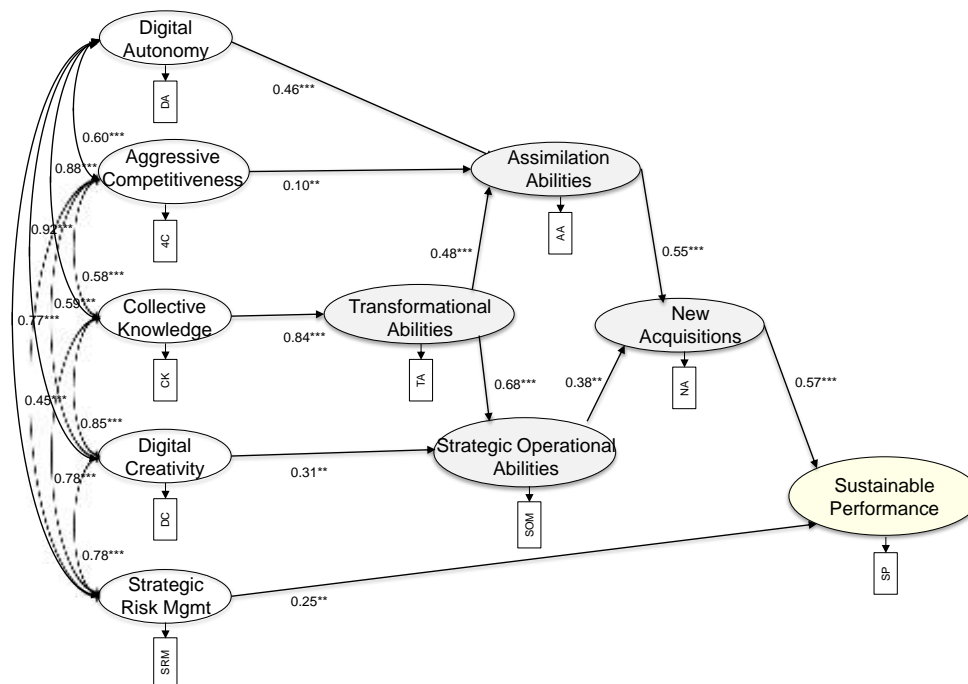 Digital
Autonomy
DA
0.46***
0.60***
Aggressive
Competitiveness
4C
0.10**
Assimilation
Abilities
AA
0.88***
0.92***
0.48***
0.55***
0.58***
0.59***
0.77***
Collective
Knowledge
CK
0.84***
Transformational
Abilities
TA
New
Acquisitions
NA
0.68***
0.38**
0.57***
0.45***
0.85***
Digital
Creativity
DC
0.31**
Strategic Operational
Abilities
SOM
0.78***
0.78***
Sustainable
Performance
SP
Strategic
Risk Mgmt
SRM
0.25**